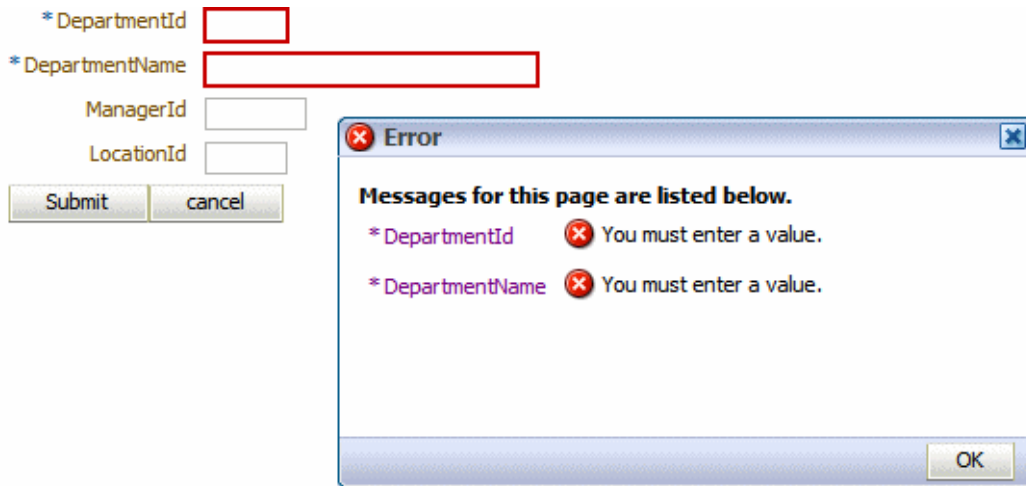 * DepartmentId
* DepartmentName
ManagerId
LocationId
Submit cancel
Error
Messages for this page are listed below.
* DepartmentId You must enter a value.
* DepartmentName You must enter a value.
OK